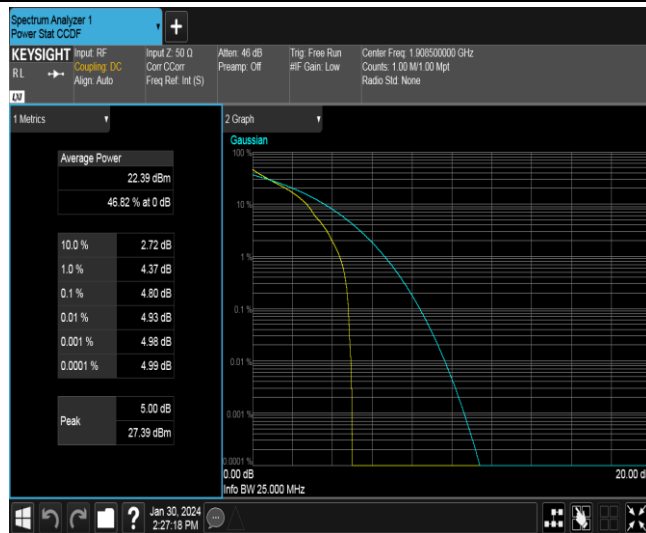 Spectrum Analyzer 1
Power Stat CCDF
+
KEYSIGHT
RL
Input: RF
Coupling: DC
Align: Auto
Input Z: 50 Ω
Corr CCorr
Freq Ref: Int (S)
Atten: 46 dB
Preamp: Off
Trig: Free Run
#IF Gain: Low
Center Freq: 1.908500000 GHz
Counts: 1.00 M/1.00 Mpt
Radio Std: None
1 Metrics
Average Power
22.39 dBm
46.82 % at 0 dB
10.0 % 2.72 dB
1.0 % 4.37 dB
0.1 % 4.80 dB
0.01 % 4.93 dB
0.001 % 4.98 dB
0.0001 % 4.99 dB
Peak
5.00 dB
27.39 dBm
2 Graph
Gaussian
100 %
10 %
1 %
0.1 %
0.01 %
0.001 %
0.0001 %
0.00 dB
20.00 d
Info BW 25.000 MHz
?
Jan 30, 2024
2:27:18 PM